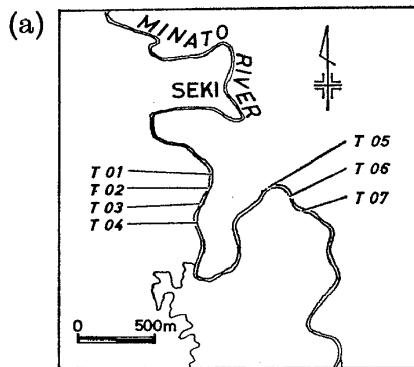 (a)
MINATO
RIVER
SEKI
T 01
T 02
T 03
T 04
T 05
T 06
T 07
0 500m